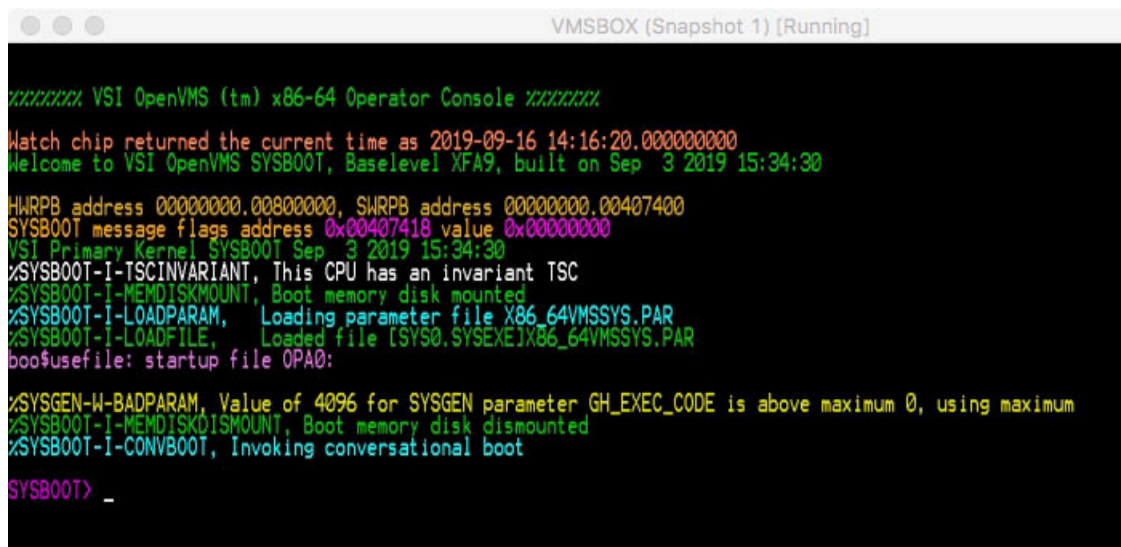 VMSBOX (Snapshot 1) [Running]
%%%%%%% VSI OpenVMS (tm) x86-64 Operator Console %%%%%%%
Watch chip returned the current time as 2019-09-16 14:16:20.000000000
Welcome to VSI OpenVMS SYSBOOT, Baselevel XFA9, built on Sep  3 2019 15:34:30
HWRPB address 00000000.00800000, SWRPB address 00000000.00407400
SYSBOOT message flags address 0x00407418 value 0x00000000
VSI Primary Kernel SYSBOOT Sep  3 2019 15:34:30
%SYSBOOT-I-TSCINVARIANT, This CPU has an invariant TSC
%SYSBOOT-I-MEMDISKMOUNT, Boot memory disk mounted
%SYSBOOT-I-LOADPARAM,   Loading parameter file X86_64VMSSYS.PAR
%SYSBOOT-I-LOADFILE,    Loaded file [SYS0.SYSEXE]X86_64VMSSYS.PAR
boo$usefile: startup file OPA0:
%SYSGEN-W-BADPARAM, Value of 4096 for SYSGEN parameter GH_EXEC_CODE is above maximum 0, using maximum
%SYSBOOT-I-MEMDISKDISMOUNT, Boot memory disk dismounted
%SYSBOOT-I-CONVBOOT, Invoking conversational boot
SYSBOOT> _